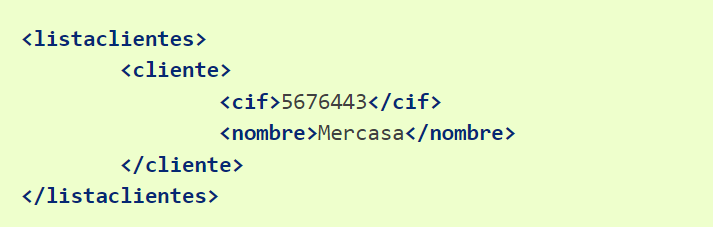 <listaclientes>
<cliente>
<cif>5676443</cif>
<nombre>Mercasa</nombre>
</cliente>
</listaclientes>